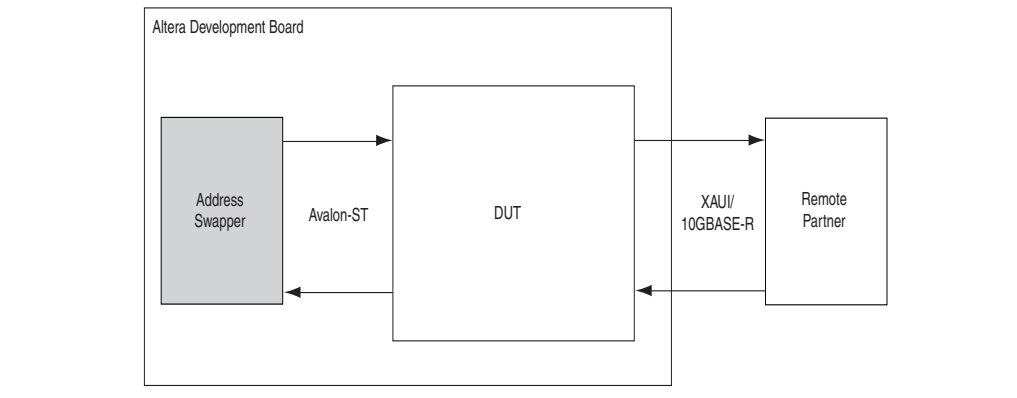 Altera Development Board
Address
Swapper
Avalon-ST
DUT
XAUI/
10GBASE-R
Remote
Partner